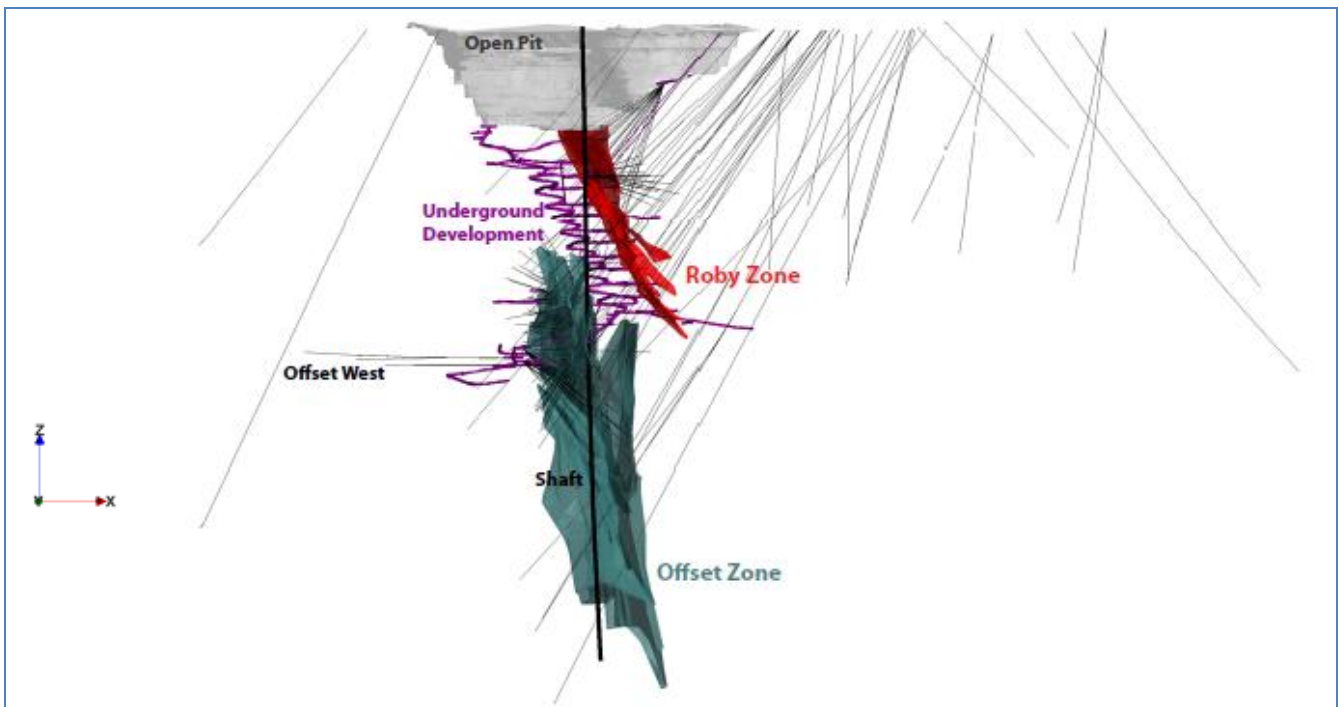 Open Pit
Underground
Development
Roby Zone
Offset West
Z
X
Shaft
Offset Zone